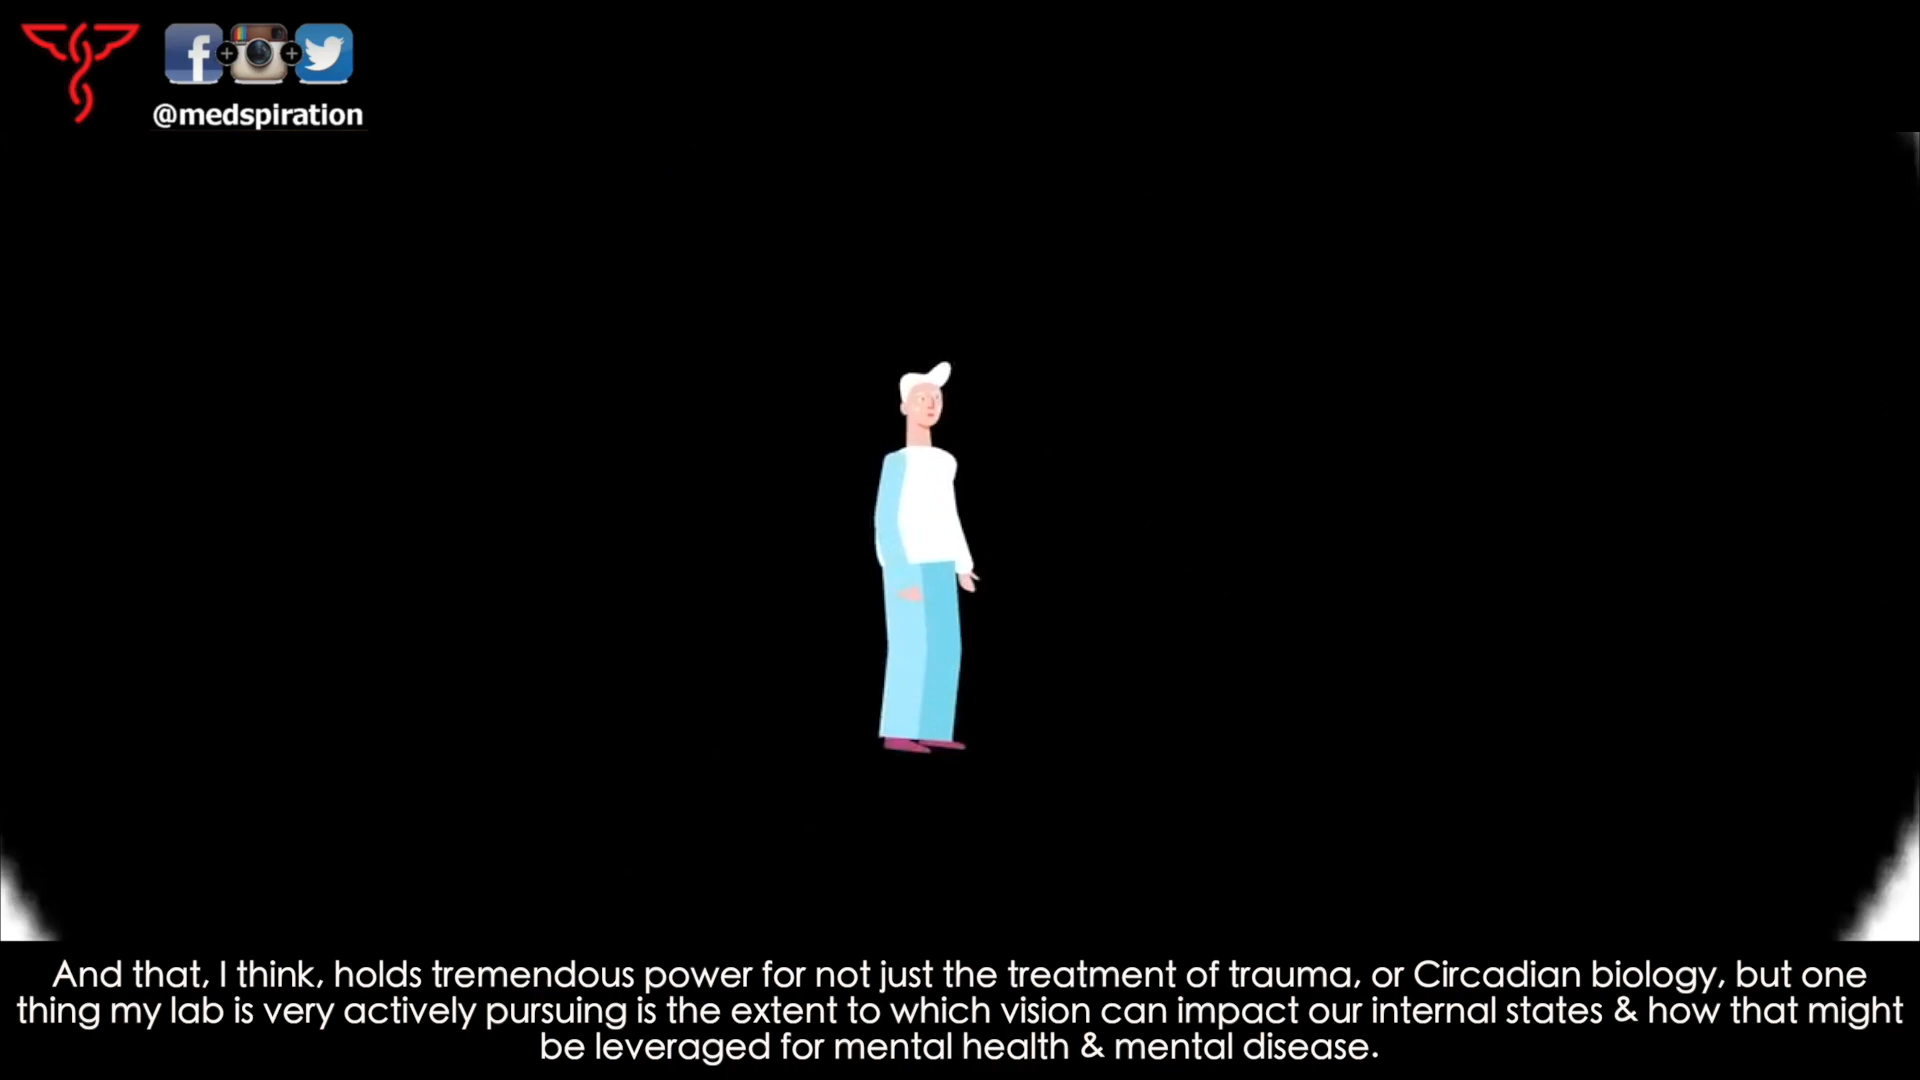 @medspiration
And that, I think, holds tremendous power for not just the treatment of trauma, or Circadian biology, but one
thing my lab is very actively pursuing is the extent to which vision can impact our internal states & how that might
be leveraged for mental health & mental disease.